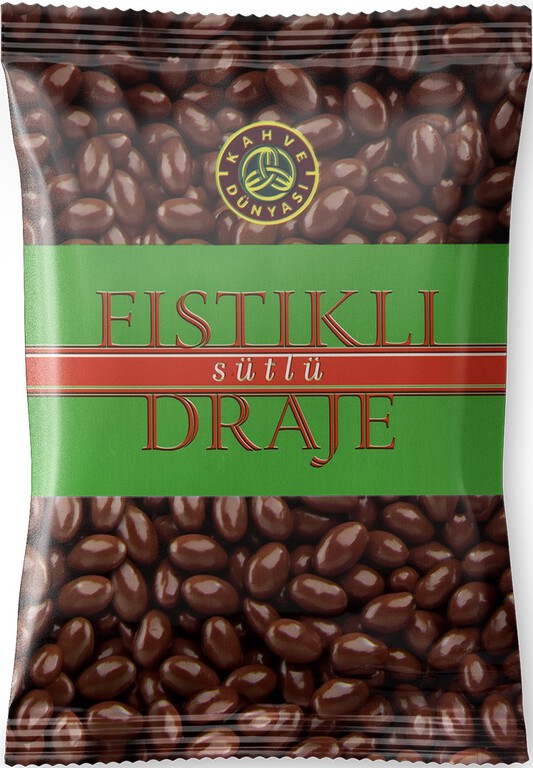 KAHVE
DÜNYASI
FISTIKLI
sütlü
DRAJE